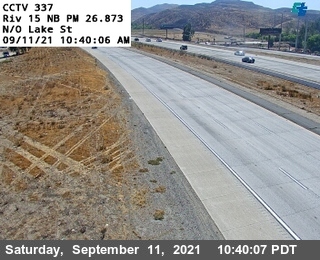 CCTV 337
Riv 15 NB PM 26.873
N/O Lake St
09/11/21 10:40:06 AM
Saturday, September 11, 2021 10:40:07 PDT